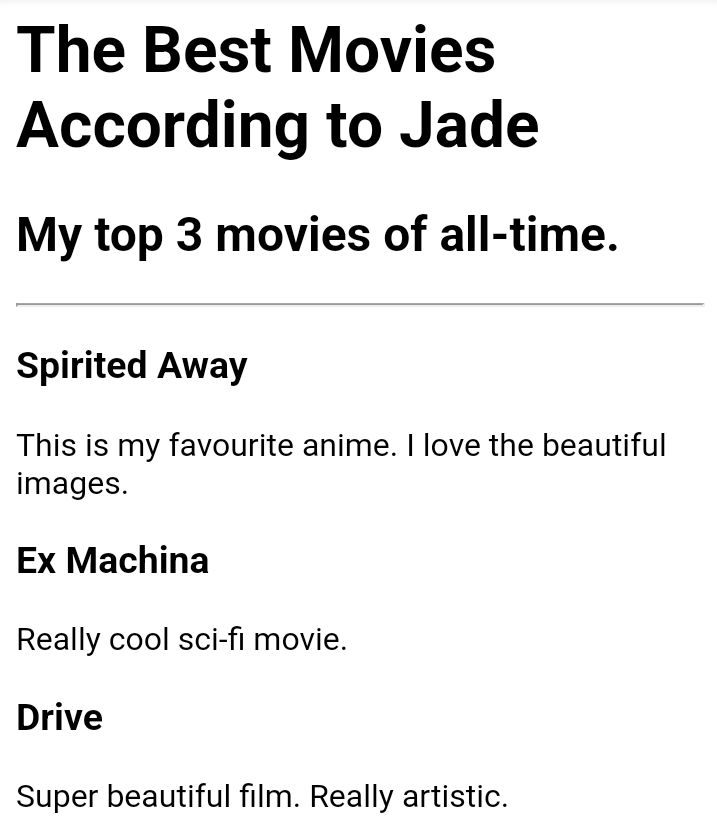 The Best Movies
According to Jade
My top 3 movies of all-time.
Spirited Away
This is my favourite anime. I love the beautiful
images.
Ex Machina
Really cool sci-fi movie.
Drive
Super beautiful film. Really artistic.